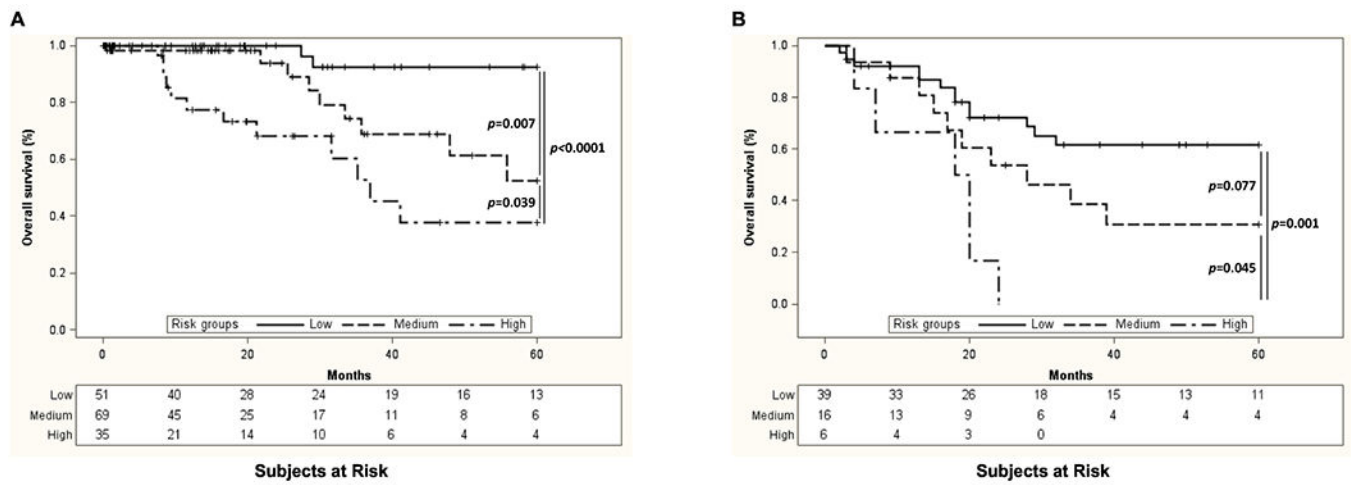 A
1.0
0.8
0.6
0.4
0.2
0.0
Overall survival (%)
p=0.007
p<0.0001
p=0.039
Risk groups Low Medium High
0 20 40 60
Months
Low 51 40 28 24 19 16 13
Medium 69 45 25 17 11 8 6
High 35 21 14 10 6 4 4
Subjects at Risk
B
1.0
0.8
0.6
0.4
0.2
0.0
Overall survival (%)
p=0.077
p=0.001
p=0.045
Risk groups Low Medium High
0 20 40 60
Months
Low 39 33 26 18 15 13 11
Medium 16 13 9 6 4 4 4
High 6 4 3 0
Subjects at Risk